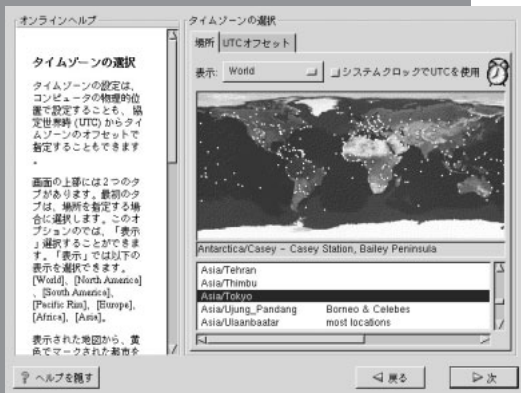 オンラインヘルプ
タイムゾーンの選択
タイムゾーンの設定は、
コンピュータの物理的位
置で設定することも、協
定世界時 (UTC) からタイ
ムゾーンのオフセットで
指定することもできます
。
画面の上部には2つのタ
ブがあります。最初のタ
ブは、場所を指定する場
合に選択します。このオ
プションのでは、「表示
」選択することができま
す。「表示」では以下の
表示を選択できます。
[World]、[North America]
、[South America]、
[Pacific Rim]、[Europe]、
[Africa]、[Asia]。
表示された地図から、黄
色でマークされた都市を
タイムゾーンの選択
場所 UTCオフセット
表示: World システムクロックでUTCを使用
Antarctica/Casey - Casey Station, Bailey Peninsula
Asia/Tehran
Asia/Thimbu
Asia/Tokyo
Asia/Ujung_Pandang Borneo & Celebes
Asia/Ulaanbaatar most locations
ヘルプを隠す
戻る
次